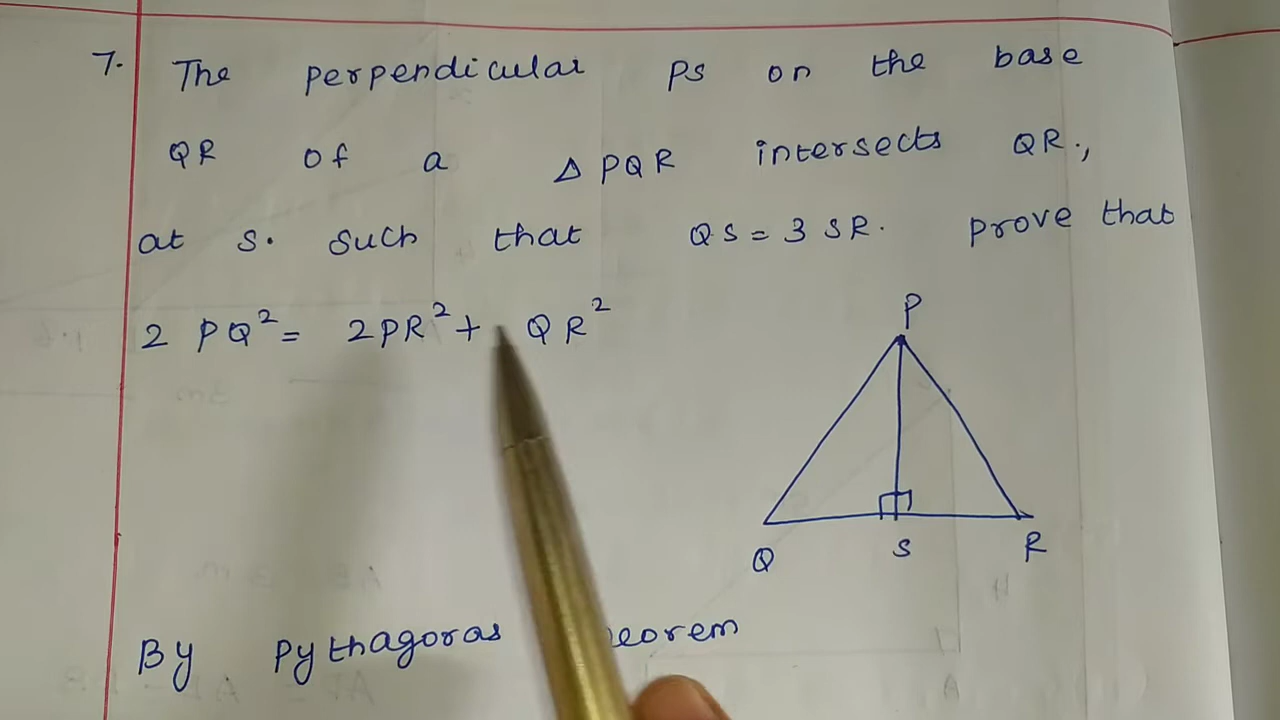 7. The perpendicular PS on the base
QR of a Δ PQR intersects QR.,
at S. Such that QS = 3 SR. prove that
2 PQ² = 2PR² + QR²
P
Q S R
By Pythagoras